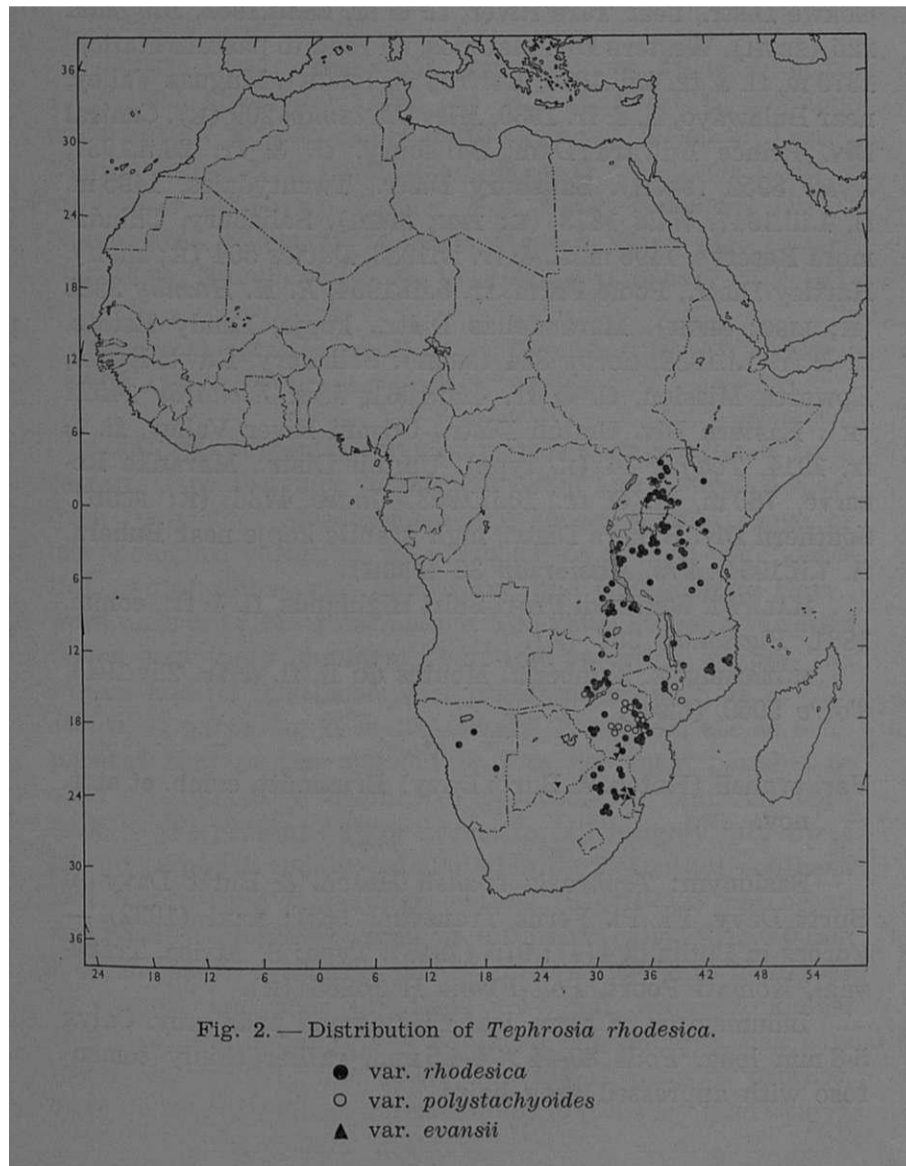 36
30
24
18
12
6
0
6
12
18
24
30
36
24 18 12 6 0 6 12 18 24 30 36 42 48 54
Fig. 2. — Distribution of Tephrosia rhodesica.
● var. rhodesica
○ var. polystachyoides
▲ var. evansii